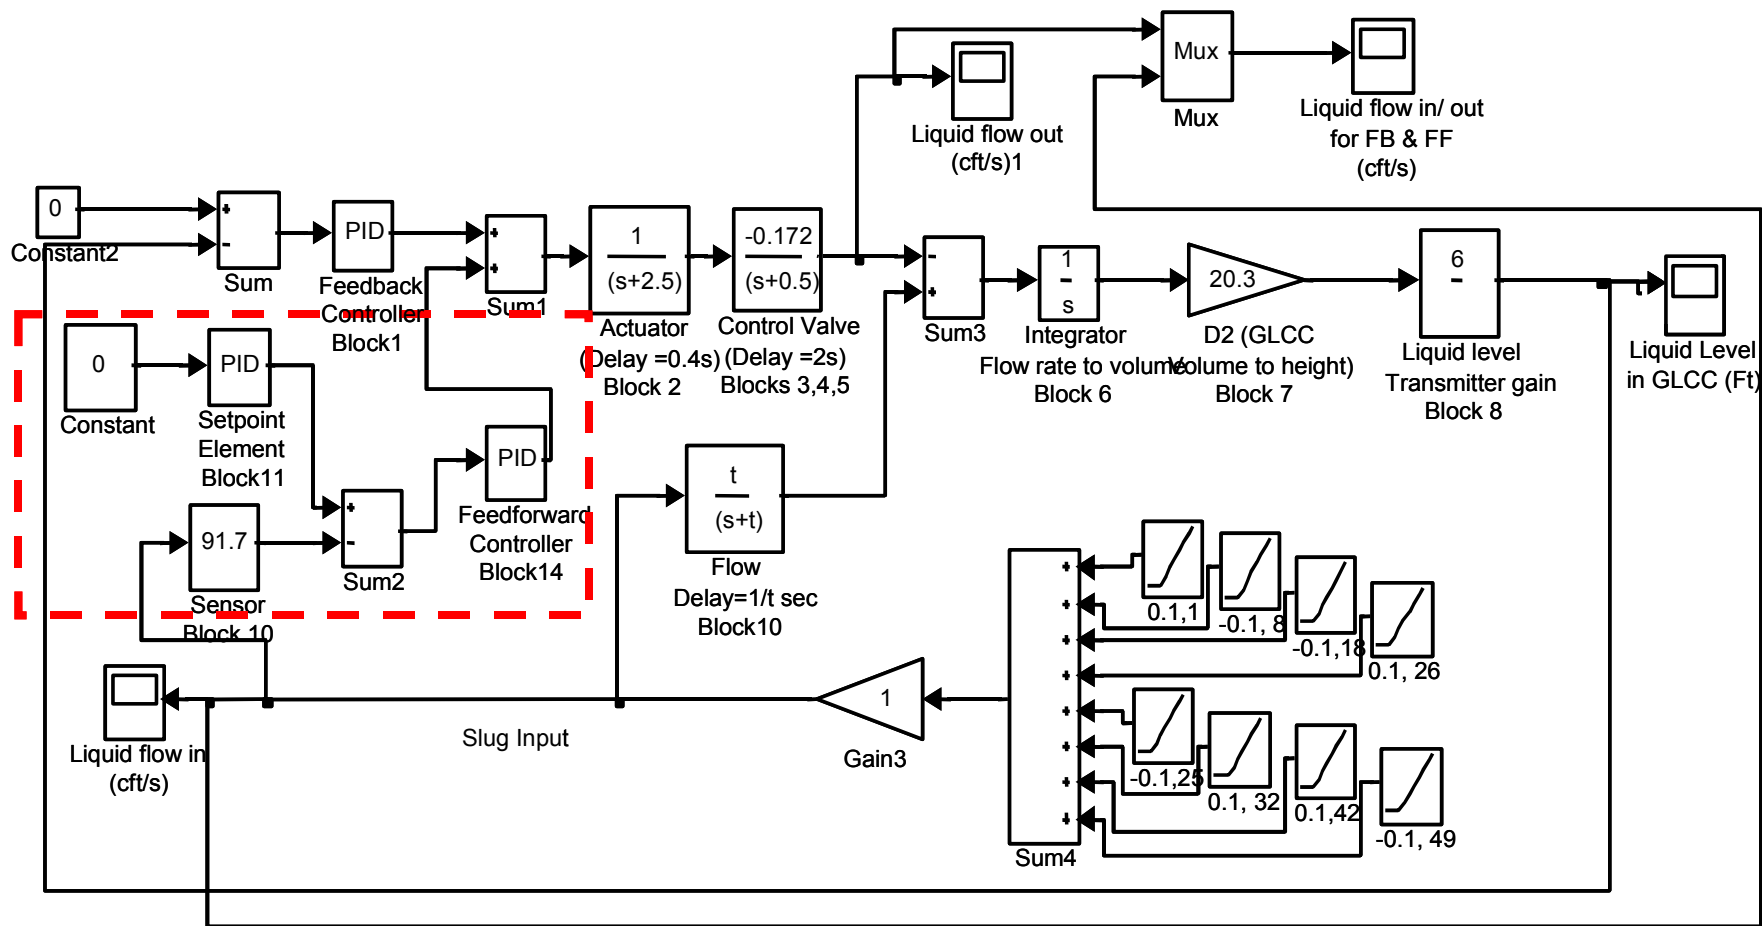 Mux
Mux
Liquid flow out
(cft/s)1
Liquid flow in/ out
for FB & FF
(cft/s)
0
Constant2
+
-
Sum
PID
Feedback
Controller
Block1
+
+
Sum1
1
(s+2.5)
Actuator
(Delay =0.4s)
Block 2
-0.172
(s+0.5)
Control Valve
(Delay =2s)
Blocks 3,4,5
-
+
Sum3
1
s
Integrator
Flow rate to volume
Block 6
20.3
D2 (GLCC
Volume to height)
Block 7
6
Liquid level
Transmitter gain
Block 8
Liquid Level
in GLCC (Ft)
0
Constant
PID
Setpoint
Element
Block11
91.7
Sensor
Block 10
+
-
Sum2
PID
Feedforward
Controller
Block14
t
(s+t)
Flow
Delay=1/t sec
Block10
Liquid flow in
(cft/s)
Slug Input
1
Gain3
+
+
+
+
+
+
+
+
Sum4
0.1,1
-0.1, 8
-0.1,18
0.1, 26
-0.1,25
0.1, 32
0.1,42
-0.1, 49